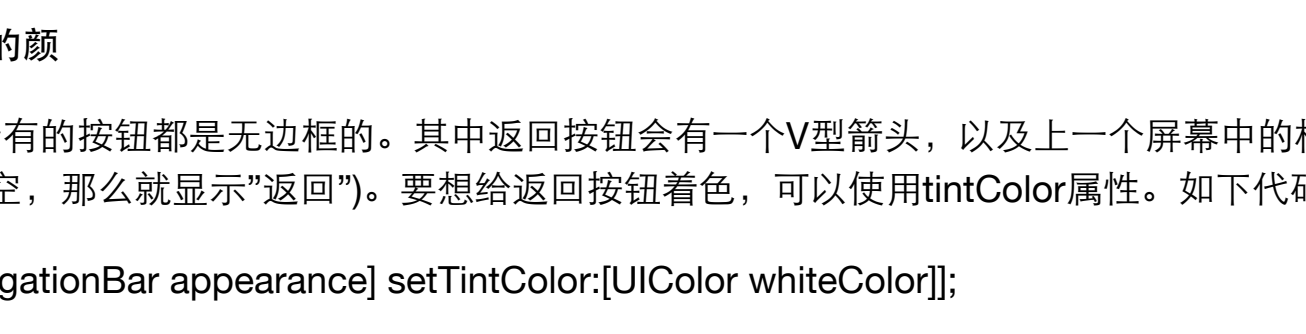 的颜
有的按钮都是无边框的。其中返回按钮会有一个V型箭头，以及上一个屏幕中的
空，那么就显示”返回”)。要想给返回按钮着色，可以使用tintColor属性。如下代
gationBar appearance] setTintColor:[UIColor whiteColor]];